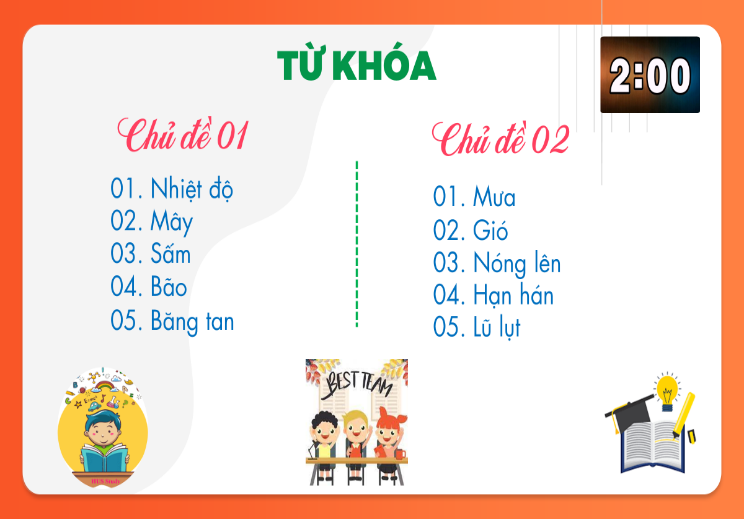 TỪ KHÓA
2:00
Chủ đề 01
01. Nhiệt độ
02. Mây
03. Sấm
04. Bão
05. Băng tan
Chủ đề 02
01. Mưa
02. Gió
03. Nóng lên
04. Hạn hán
05. Lũ lụt
BEST TEAM